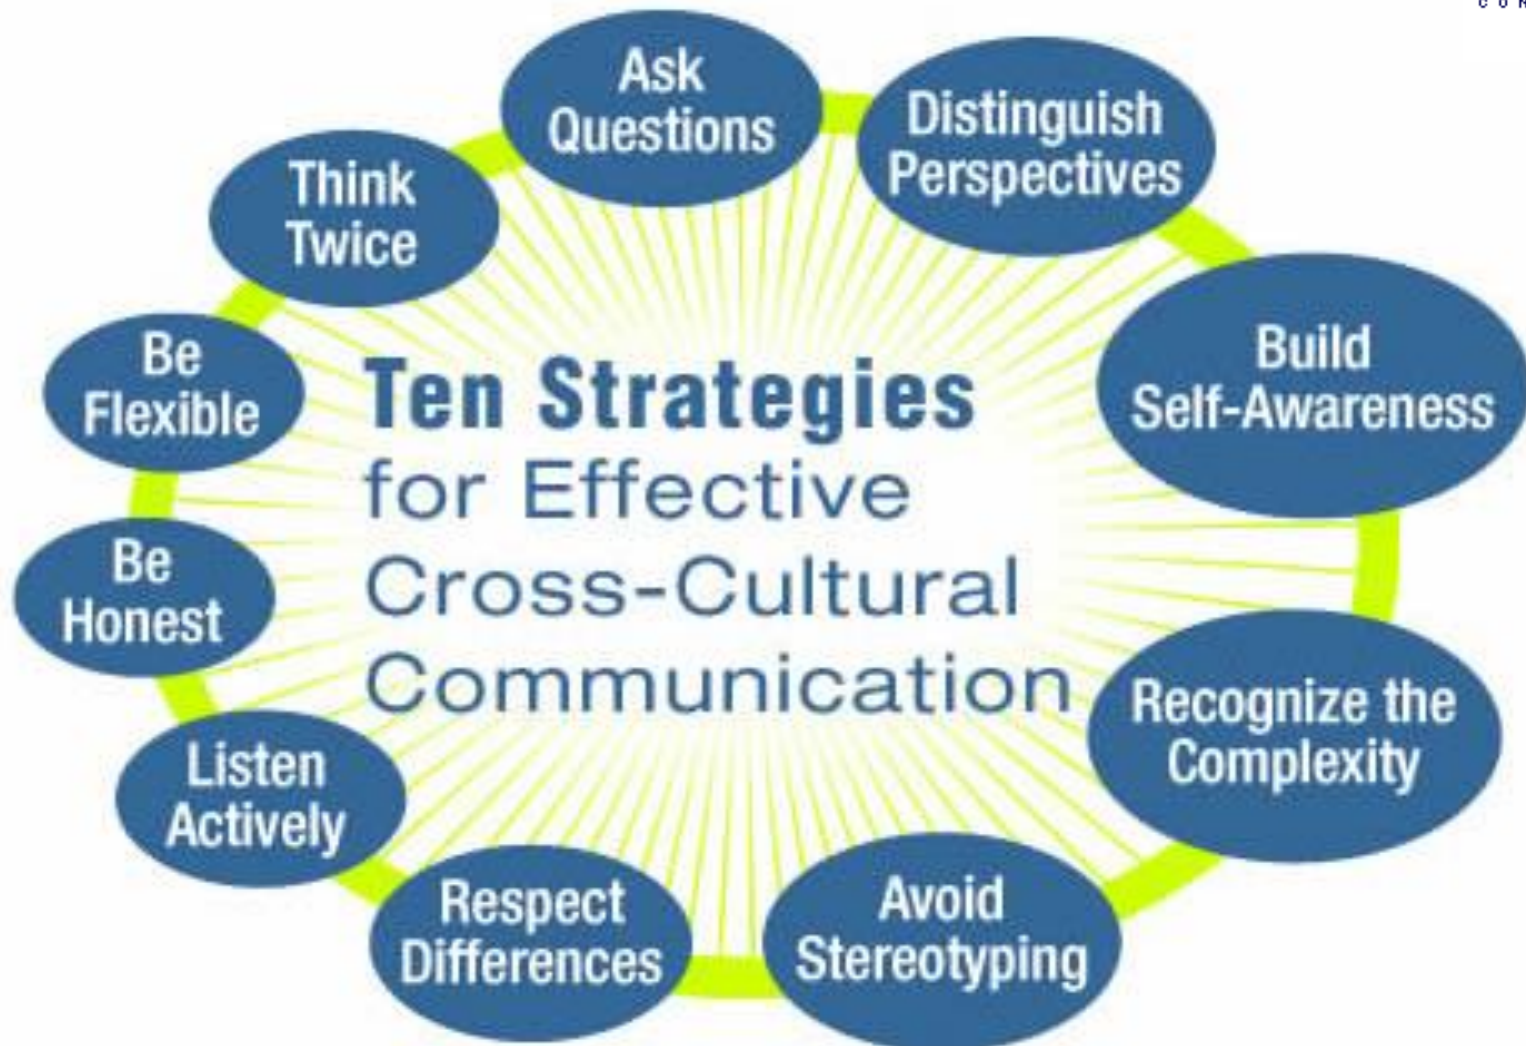 Ten Strategies
for Effective
Cross-Cultural
Communication
Ask
Questions
Distinguish
Perspectives
Build
Self-Awareness
Recognize the
Complexity
Avoid
Stereotyping
Respect
Differences
Listen
Actively
Be
Honest
Be
Flexible
Think
Twice